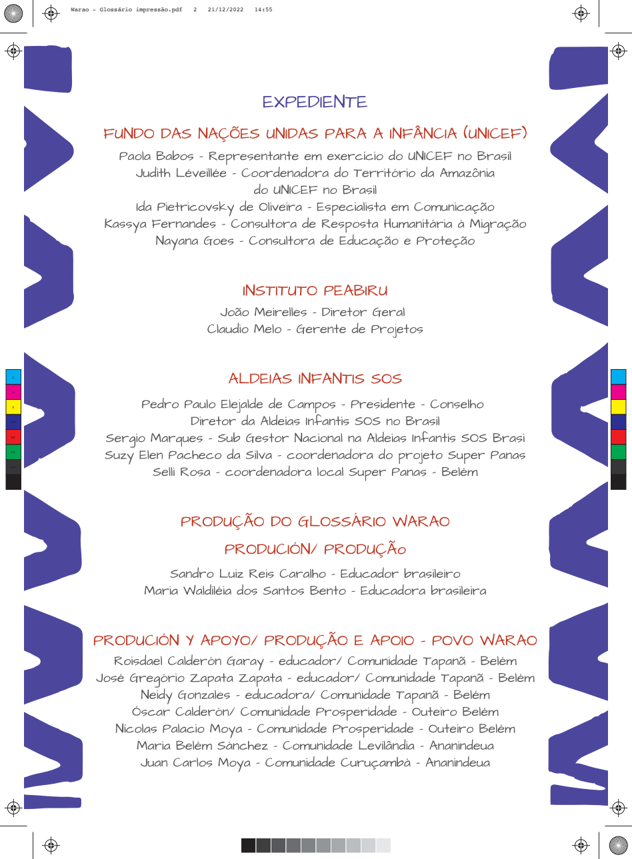 Warao - Glossário impressão.pdf   2   21/12/2022   14:55
EXPEDIENTE
FUNDO DAS NAÇÕES UNIDAS PARA A INFÂNCIA (UNICEF)
Paola Babos - Representante em exercício do UNICEF no Brasil
Judith Léveillée - Coordenadora do Território da Amazônia
do UNICEF no Brasil
Ida Pietricovsky de Oliveira - Especialista em Comunicação
Kassya Fernandes - Consultora de Resposta Humanitária à Migração
Nayana Goes - Consultora de Educação e Proteção
INSTITUTO PEABIRU
João Meirelles - Diretor Geral
Claudio Melo - Gerente de Projetos
ALDEIAS INFANTIS SOS
Pedro Paulo Elejalde de Campos - Presidente - Conselho
Diretor da Aldeias Infantis SOS no Brasil
Sergio Marques - Sub Gestor Nacional na Aldeias Infantis SOS Brasi
Suzy Elen Pacheco da Silva - coordenadora do projeto Super Panas
Selli Rosa - coordenadora local Super Panas - Belém
PRODUÇÃO DO GLOSSÁRIO WARAO
PRODUCIÓN/ PRODUÇÃo
Sandro Luiz Reis Caralho - Educador brasileiro
Maria Waldiléia dos Santos Bento - Educadora brasileira
PRODUCIÓN Y APOYO/ PRODUÇÃO E APOIO - POVO WARAO
Roisdael Calderón Garay - educador/ Comunidade Tapanã - Belém
José Gregório Zapata Zapata - educador/ Comunidade Tapanã - Belém
Neidy Gonzales - educadora/ Comunidade Tapanã - Belém
Óscar Calderón/ Comunidade Prosperidade - Outeiro Belém
Nicolas Palacio Moya - Comunidade Prosperidade - Outeiro Belém
Maria Belém Sánchez - Comunidade Levilândia - Ananindeua
Juan Carlos Moya - Comunidade Curuçambá - Ananindeua